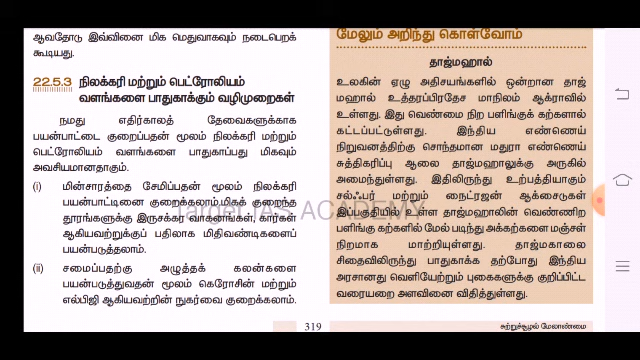 ஆவதோடு இவ்வினை மிக மெதுவாகவும் நடைபெறக்
கூடியது.
22.5.3 நிலக்கரி மற்றும் பெட்ரோலியம்
வளங்களை பாதுகாக்கும் வழிமுறைகள்
நமது எதிர்காலத் தேவைகளுக்காக
பயன்பாட்டை குறைப்பதன் மூலம் நிலக்கரி மற்றும்
பெட்ரோலியம் வளங்களை பாதுகாப்பது மிகவும்
அவசியமானதாகும்.
(i) மின்சாரத்தை சேமிப்பதன் மூலம் நிலக்கரி
பயன்பாட்டினை குறைக்கலாம்.மிகக் குறைந்த
தூரங்களுக்கு இருசக்கர வாகனங்கள், கார்கள்
ஆகியவற்றுக்குப் பதிலாக மிதிவண்டிகளைப்
பயன்படுத்தலாம்.
(ii) சமைப்பதற்கு அழுத்தக் கலன்களை
பயன்படுத்துவதன் மூலம் கெரோசின் மற்றும்
எல்பிஜி ஆகியவற்றின் நுகர்வை குறைக்கலாம்.
மேலும் அறிந்து கொள்வோம்
தாஜ்மஹால்
உலகின் ஏழு அதிசயங்களில் ஒன்றான தாஜ்
மஹால் உத்தரப்பிரதேச மாநிலம் ஆக்ராவில்
உள்ளது. இது வெண்மை நிற பளிங்குக் கற்களால்
கட்டப்பட்டுள்ளது. இந்திய எண்ணெய்
நிறுவனத்திற்கு சொந்தமான மதுரா எண்ணெய்
சுத்திகரிப்பு ஆலை தாஜ்மஹாலுக்கு அருகில்
அமைந்துள்ளது. இதிலிருந்து உற்பத்தியாகும்
சல்ஃபர் மற்றும் நைட்ரஜன் ஆக்சைடுகள்
இப்பகுதியில் உள்ள தாஜ்மஹாலின் வெண்ணிற
பளிங்கு கற்களில் மேல் படிந்து அக்கற்களை மஞ்சள்
நிறமாக மாற்றியுள்ளது. தாஜ்மகாலை
சிதைவிலிருந்து பாதுகாக்க தற்போது இந்திய
அரசானது வெளியேற்றும் புகைகளுக்கு குறிப்பிட்ட
வரையறை அளவினை விதித்துள்ளது.
Target IAS ACADEMY
319
சுற்றுச்சூழல் மேலாண்மை